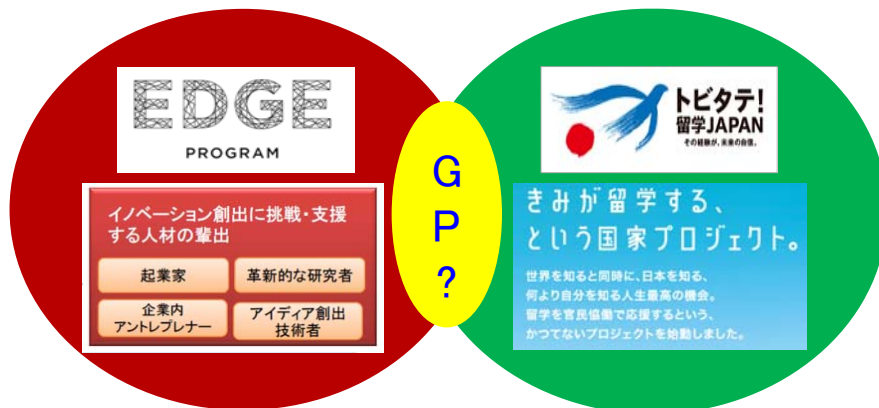 EDGE
PROGRAM
イノベーション創出に挑戦・支援
する人材の輩出
起業家
革新的な研究者
企業内
アントレプレナー
アイディア創出
技術者
G
P
?
トビタテ!
留学JAPAN
その経験が、未来の自信。
きみが留学する、
という国家プロジェクト。
世界を知ると同時に、日本を知る、
何より自分を知る人生最高の機会。
留学を官民協働で応援するという、
かつてないプロジェクトを始動しました。